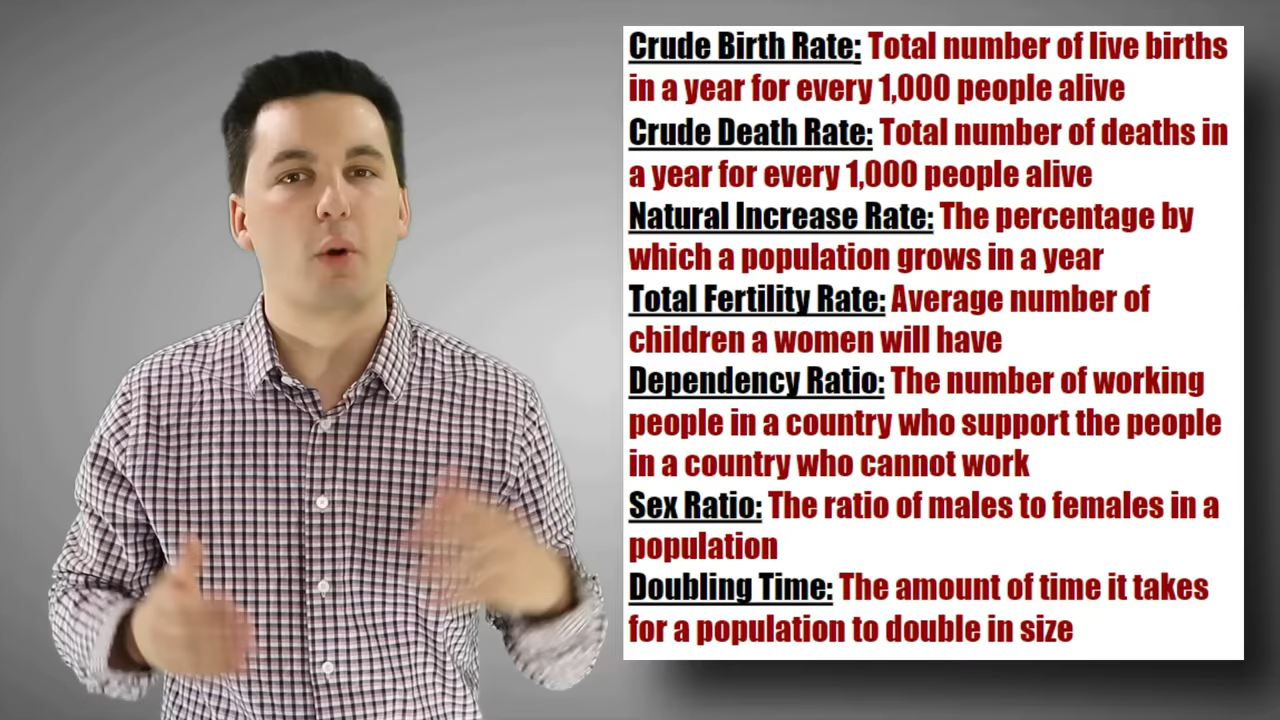 Crude Birth Rate: Total number of live births
in a year for every 1,000 people alive
Crude Death Rate: Total number of deaths in
a year for every 1,000 people alive
Natural Increase Rate: The percentage by
which a population grows in a year
Total Fertility Rate: Average number of
children a women will have
Dependency Ratio: The number of working
people in a country who support the people
in a country who cannot work
Sex Ratio: The ratio of males to females in a
population
Doubling Time: The amount of time it takes
for a population to double in size